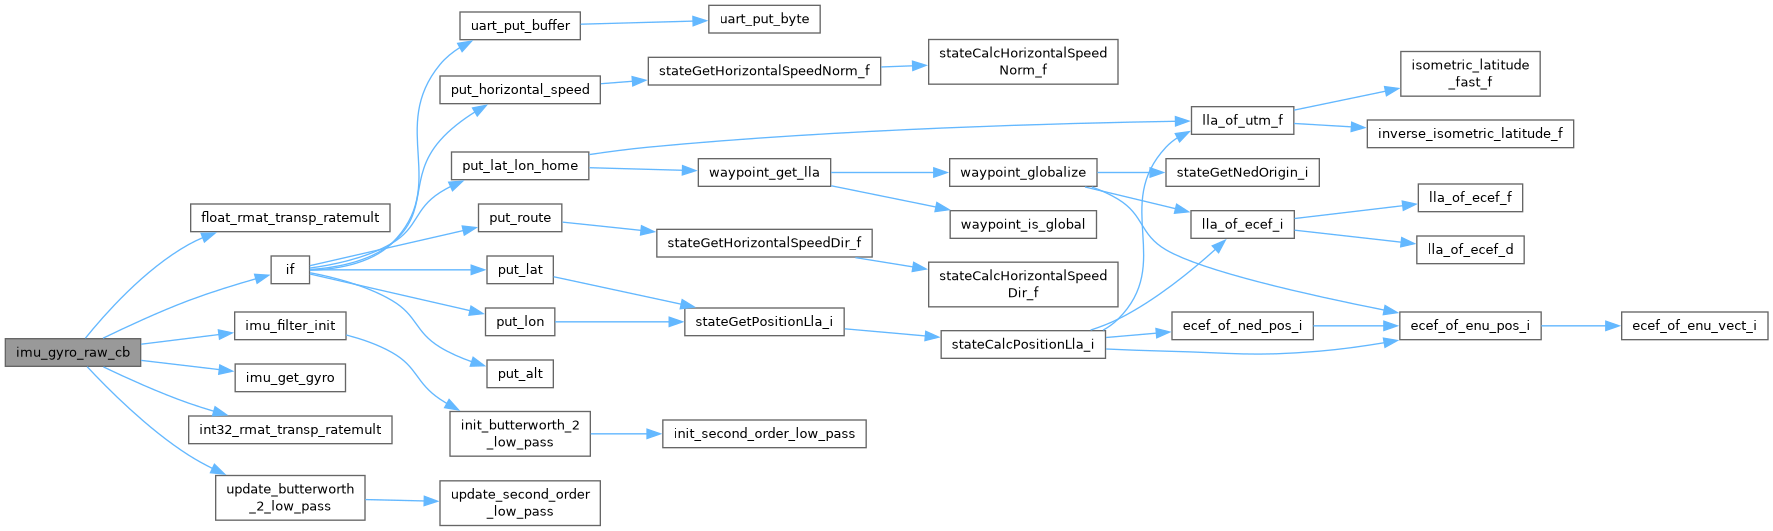 imu_gyro_raw_cb
float_rmat_transp_ratemult
if
imu_filter_init
imu_get_gyro
int32_rmat_transp_ratemult
update_butterworth
_2_low_pass
uart_put_buffer
put_horizontal_speed
put_lat_lon_home
put_route
put_lat
put_lon
put_alt
init_butterworth_2
_low_pass
update_second_order
_low_pass
uart_put_byte
stateGetHorizontalSpeedNorm_f
waypoint_get_lla
stateGetHorizontalSpeedDir_f
stateGetPositionLla_i
init_second_order_low_pass
stateCalcHorizontalSpeed
Norm_f
waypoint_globalize
waypoint_is_global
stateCalcHorizontalSpeed
Dir_f
stateCalcPositionLla_i
lla_of_utm_f
stateGetNedOrigin_i
lla_of_ecef_i
ecef_of_ned_pos_i
isometric_latitude
_fast_f
inverse_isometric_latitude_f
lla_of_ecef_f
lla_of_ecef_d
ecef_of_enu_pos_i
ecef_of_enu_vect_i